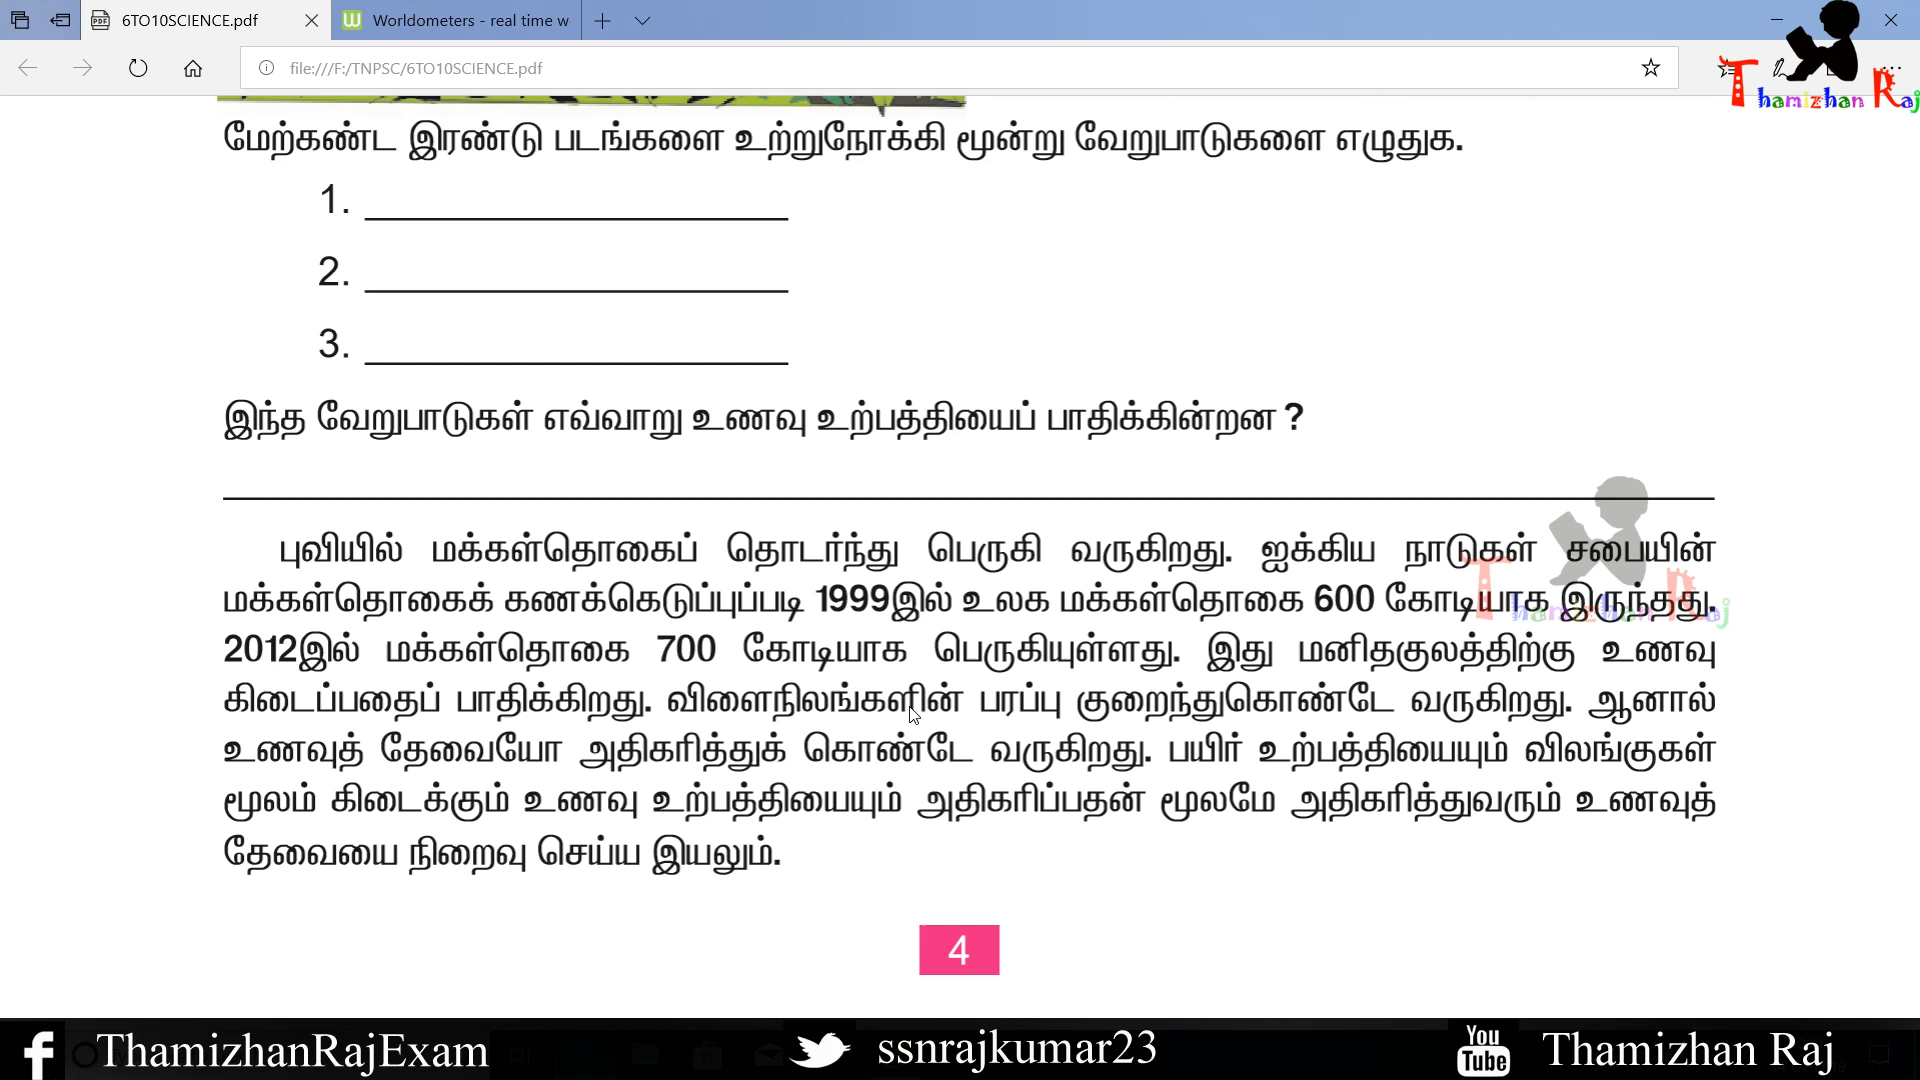 6TO10SCIENCE.pdf
Worldometers - real time w
file:///F:/TNPSC/6TO10SCIENCE.pdf
Thamizhan Raj
மேற்கண்ட இரண்டு படங்களை உற்றுநோக்கி மூன்று வேறுபாடுகளை எழுதுக.
1.
2.
3.
இந்த வேறுபாடுகள் எவ்வாறு உணவு உற்பத்தியைப் பாதிக்கின்றன ?
புவியில் மக்கள்தொகைப் தொடர்ந்து பெருகி வருகிறது. ஐக்கிய நாடுகள் சபையின்
மக்கள்தொகைக் கணக்கெடுப்புப்படி 1999இல் உலக மக்கள்தொகை 600 கோடியாக இருந்தது.
Thamizhan Raj
2012இல் மக்கள்தொகை 700 கோடியாக பெருகியுள்ளது. இது மனிதகுலத்திற்கு உணவு
கிடைப்பதைப் பாதிக்கிறது. விளைநிலங்களின் பரப்பு குறைந்துகொண்டே வருகிறது. ஆனால்
உணவுத் தேவையோ அதிகரித்துக் கொண்டே வருகிறது. பயிர் உற்பத்தியையும் விலங்குகள்
மூலம் கிடைக்கும் உணவு உற்பத்தியையும் அதிகரிப்பதன் மூலமே அதிகரித்துவரும் உணவுத்
தேவையை நிறைவு செய்ய இயலும்.
4
ThamizhanRajExam
ssnrajkumar23
You Tube
Thamizhan Raj